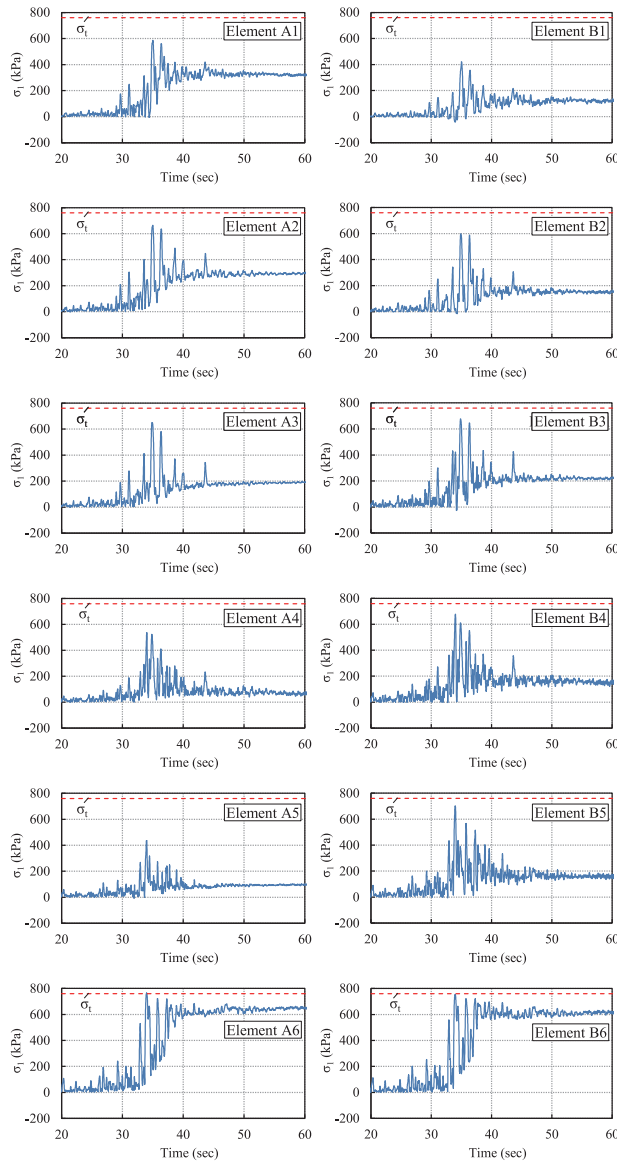 800
600
400
200
0
-200
σ₁ (kPa)
σₜ
Element A1
20 30 40 50 60
Time (sec)
800
600
400
200
0
-200
σ₁ (kPa)
σₜ
Element B1
20 30 40 50 60
Time (sec)
800
600
400
200
0
-200
σ₁ (kPa)
σₜ
Element A2
20 30 40 50 60
Time (sec)
800
600
400
200
0
-200
σ₁ (kPa)
σₜ
Element B2
20 30 40 50 60
Time (sec)
800
600
400
200
0
-200
σ₁ (kPa)
σₜ
Element A3
20 30 40 50 60
Time (sec)
800
600
400
200
0
-200
σ₁ (kPa)
σₜ
Element B3
20 30 40 50 60
Time (sec)
800
600
400
200
0
-200
σ₁ (kPa)
σₜ
Element A4
20 30 40 50 60
Time (sec)
800
600
400
200
0
-200
σ₁ (kPa)
σₜ
Element B4
20 30 40 50 60
Time (sec)
800
600
400
200
0
-200
σ₁ (kPa)
σₜ
Element A5
20 30 40 50 60
Time (sec)
800
600
400
200
0
-200
σ₁ (kPa)
σₜ
Element B5
20 30 40 50 60
Time (sec)
800
600
400
200
0
-200
σ₁ (kPa)
σₜ
Element A6
20 30 40 50 60
Time (sec)
800
600
400
200
0
-200
σ₁ (kPa)
σₜ
Element B6
20 30 40 50 60
Time (sec)